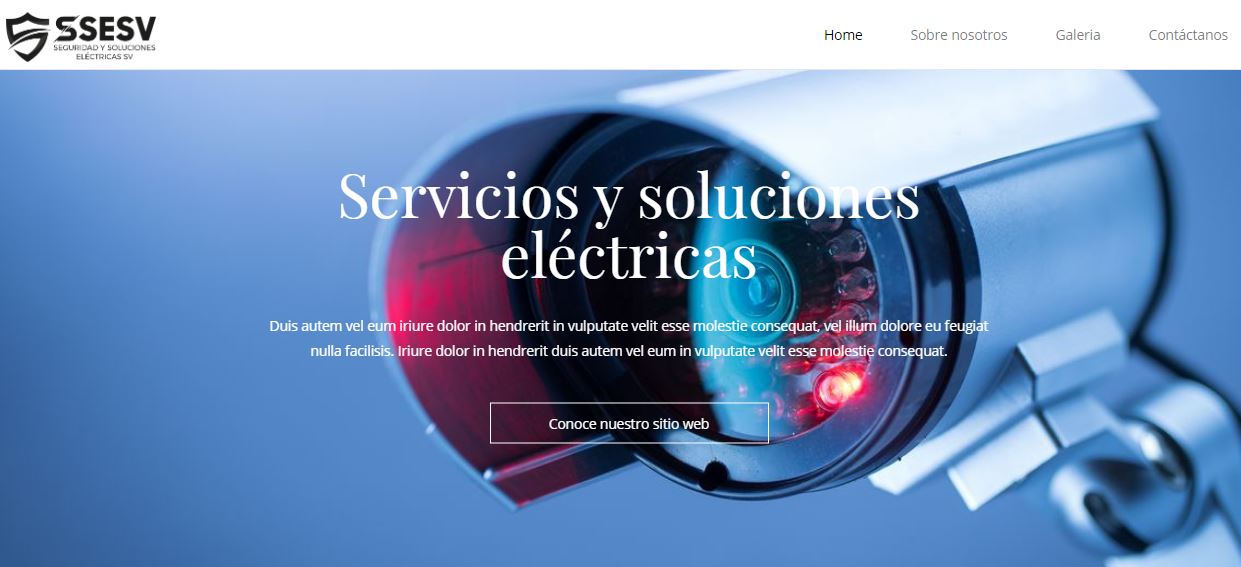 SSESV
SEGURIDAD Y SOLUCIONES
ELÉCTRICAS SV
Home
Sobre nosotros
Galeria
Contáctanos
Servicios y soluciones
eléctricas
Duis autem vel eum iriure dolor in hendrerit in vulputate velit esse molestie consequat, vel illum dolore eu feugiat
nulla facilisis. Iriure dolor in hendrerit duis autem vel eum in vulputate velit esse molestie consequat.
Conoce nuestro sitio web